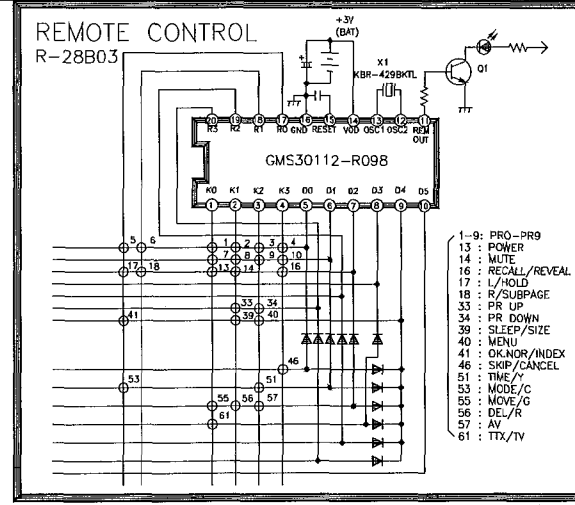 REMOTE CONTROL
R-28B03
+3V
(BAT)
X1
KBR-429BKTL
Q1
20 19 18 17 16 15 14 13 12 11
R3 R2 R1 R0 GND RESET VDD OSC1 OSC2 REM OUT
GMS30112-R098
K0 K1 K2 K3 D0 D1 D2 D3 D4 D5
1 2 3 4 5 6 7 8 9 10
5 6 1 2 3 4
7 8 9 10
17 18 13 14 16
33 34
41 39 40
46
53 51
55 56 57
61
1-9: PRO-PR9
13 : POWER
14 : MUTE
16 : RECALL/REVEAL
17 : L/HOLD
18 : R/SUBPAGE
33 : PR UP
34 : PR DOWN
39 : SLEEP/SIZE
40 : MENU
41 : OK.NOR/INDEX
46 : SKIP/CANCEL
51 : TIME/Y
53 : MODE/C
55 : MOVE/G
56 : DEL/R
57 : AV
61 : TTX/TV